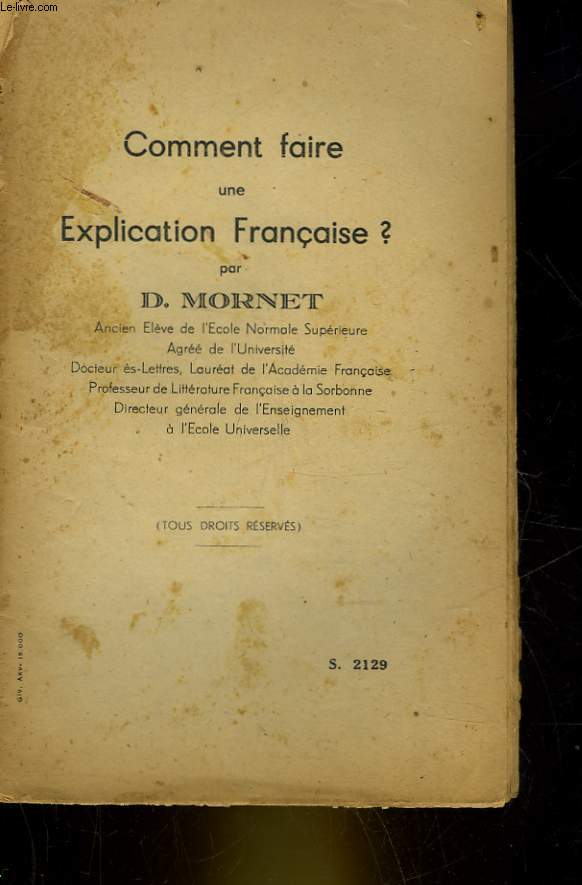 Le-livre.com
Comment faire
une
Explication Française ?
par
D. MORNET
Ancien Elève de l'Ecole Normale Supérieure
Agréé de l'Université
Docteur ès-Lettres, Lauréat de l'Académie Française
Professeur de Littérature Française à la Sorbonne
Directeur générale de l'Enseignement
à l'Ecole Universelle
(TOUS DROITS RÉSERVÉS)
S. 2129